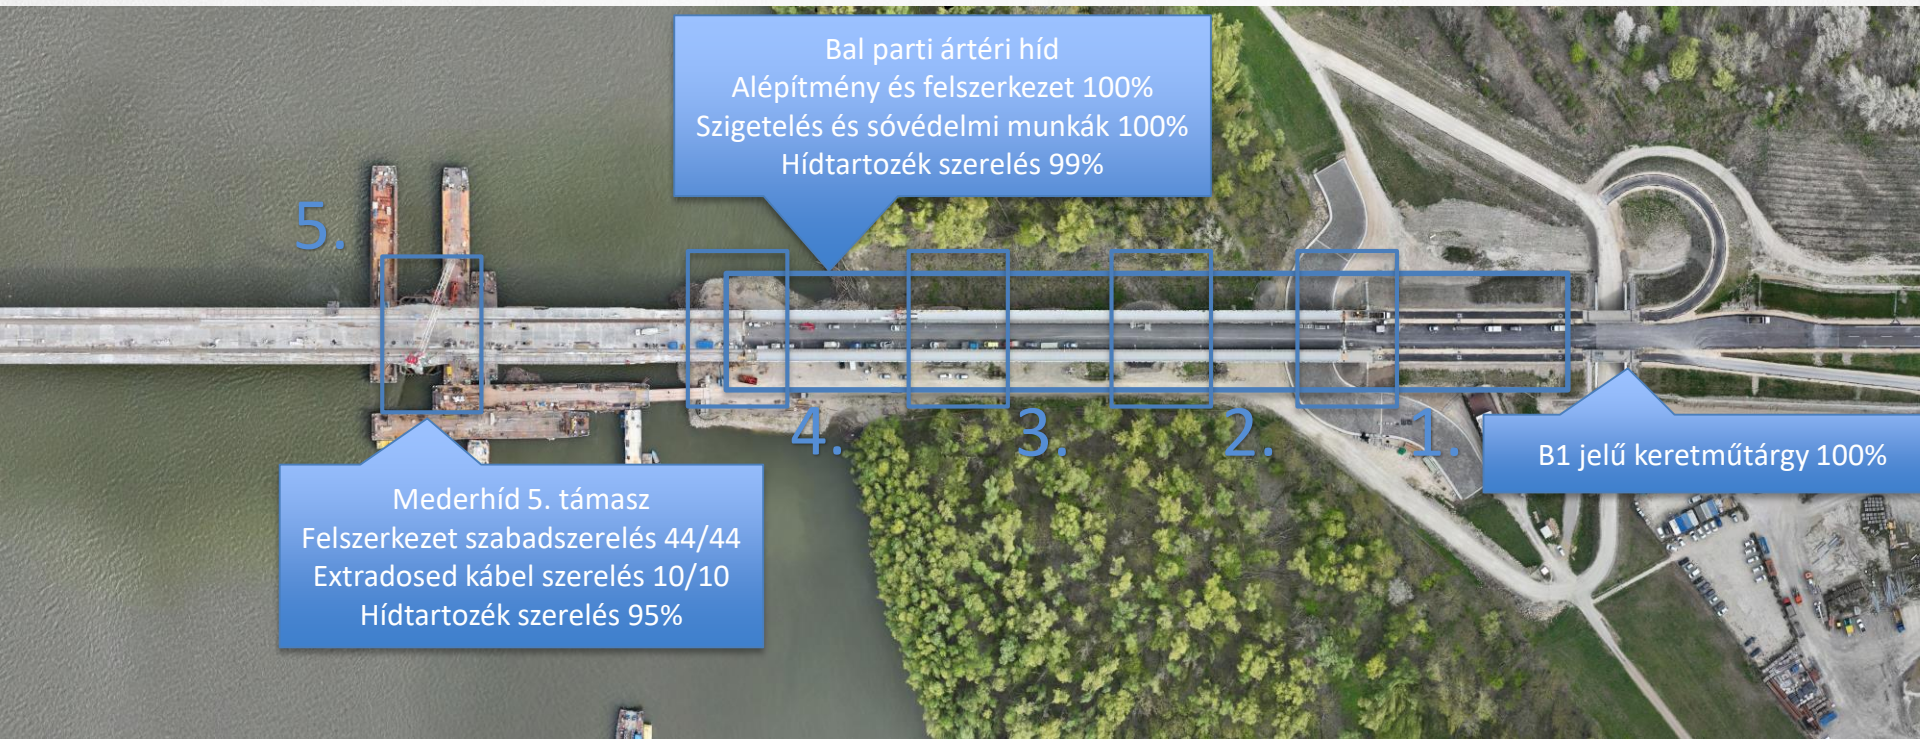 Bal parti ártéri híd
Alépítmény és felszerkezet 100%
Szigetelés és sóvédelmi munkák 100%
Hídtartozék szerelés 99%
5.
4.
3.
2.
1.
B1 jelű keretműtárgy 100%
Mederhíd 5. támasz
Felszerkezet szabadszerelés 44/44
Extradosed kábel szerelés 10/10
Hídtartozék szerelés 95%